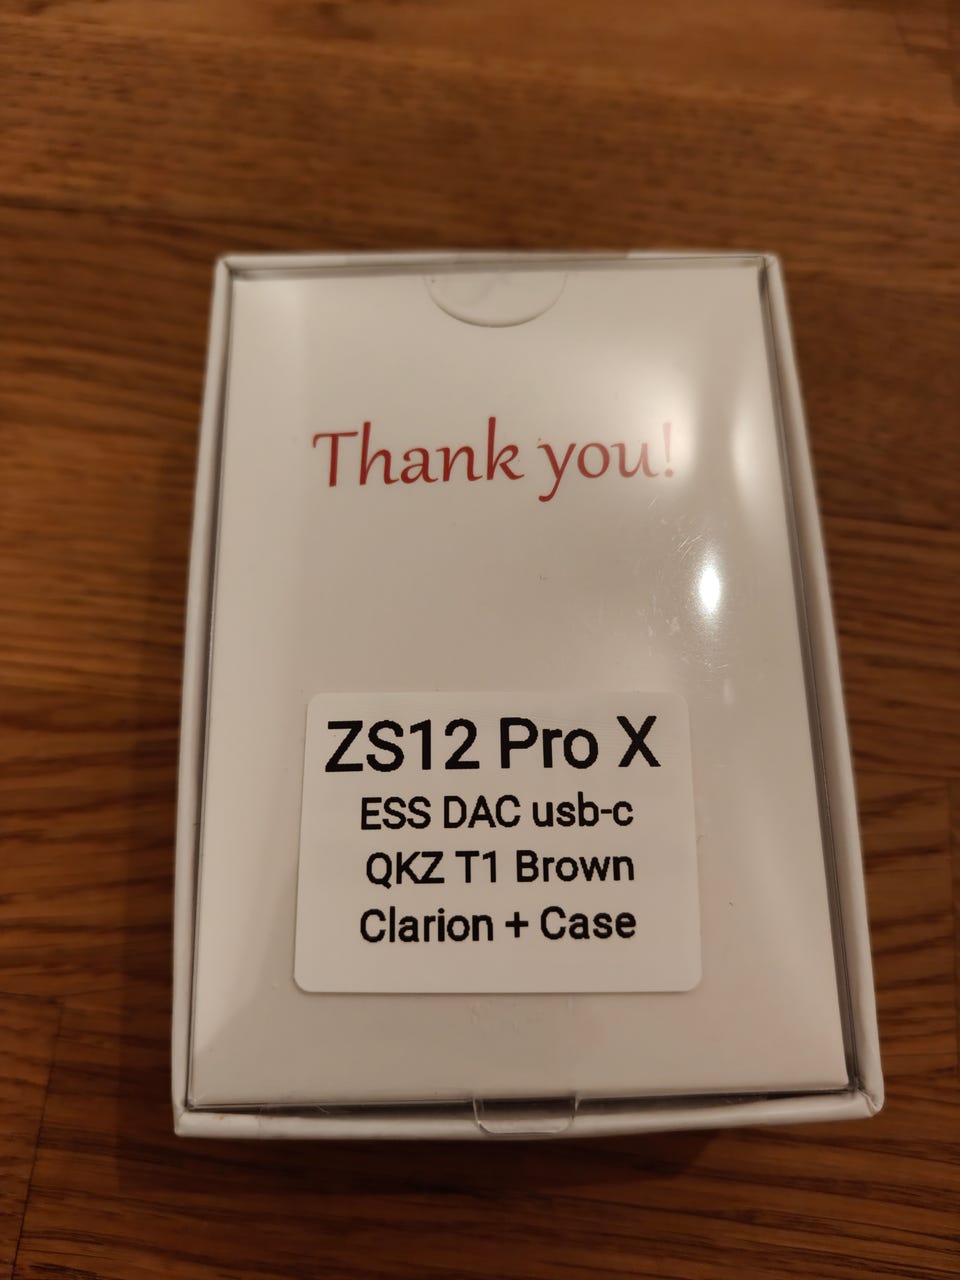 Thank you!
ZS12 Pro X
ESS DAC usb-c
QKZ T1 Brown
Clarion + Case